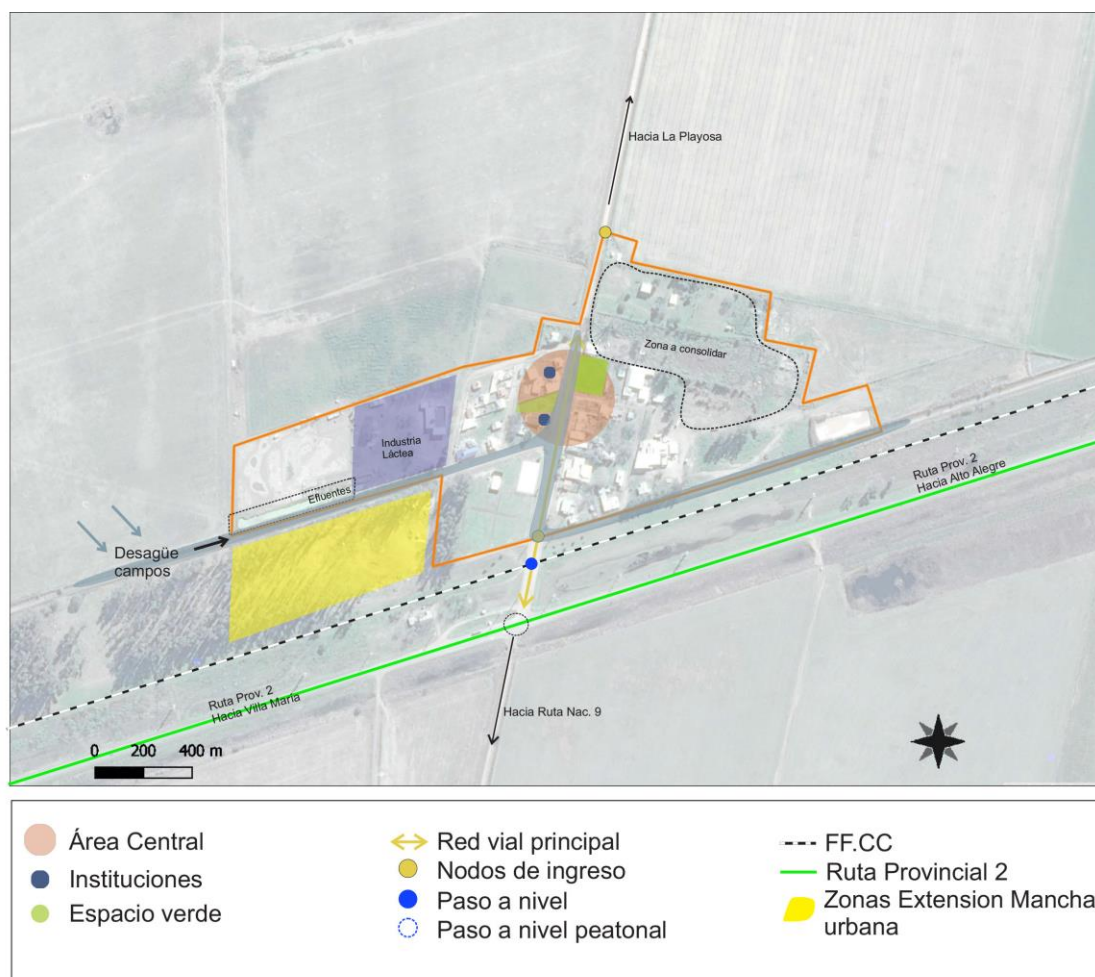 Hacia La Playosa
Zona a consolidar
Industria
Láctea
Efluentes
Desagüe
campos
Ruta Prov. 2
Hacia Alto Alegre
Ruta Prov. 2
Hacia Villa María
Hacia Ruta Nac. 9
0 200 400 m
Área Central
Instituciones
Espacio verde
Red vial principal
Nodos de ingreso
Paso a nivel
Paso a nivel peatonal
FF.CC
Ruta Provincial 2
Zonas Extension Mancha
urbana